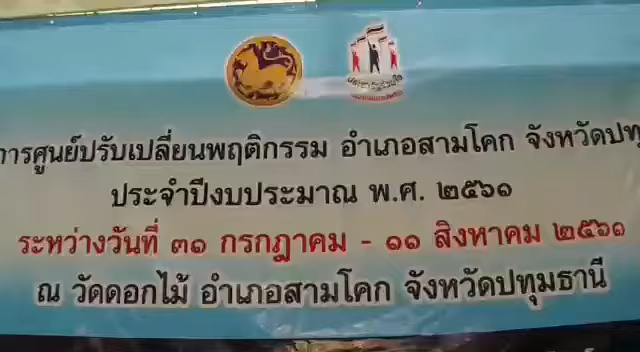 การศูนย์ปรับเปลี่ยนพฤติกรรม อำเภอสามโคก จังหวัดปทุ
ประจำปีงบประมาณ พ.ศ. ๒๕๖๑
ระหว่างวันที่ ๓๑ กรกฎาคม - ๑๑ สิงหาคม ๒๕๖๑
ณ วัดดอกไม้ อำเภอสามโคก จังหวัดปทุมธานี